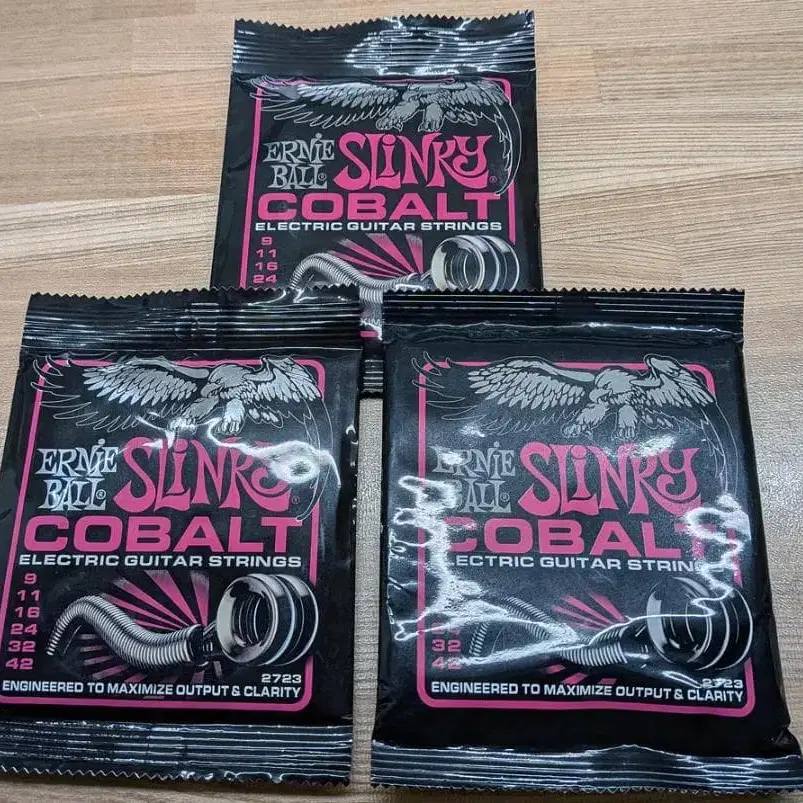 ERNIE BALL® SLINKY®
COBALT
ELECTRIC GUITAR STRINGS
9
11
16
24
ERNIE BALL® SLINKY®
COBALT
ELECTRIC GUITAR STRINGS
9
11
16
24
32
42
2723
ENGINEERED TO MAXIMIZE OUTPUT & CLARITY
ERNIE BALL® SLINKY
COBALT
ELECTRIC GUITAR STRINGS
24
32
42
2723
ENGINEERED TO MAXIMIZE OUTPUT & CLARITY